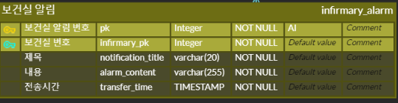 보건실 알림 infirmary_alarm
보건실 알림 번호 pk Integer NOT NULL AI Comment
보건실 번호 infirmary_pk Integer NOT NULL Default value Comment
제목 notification_title varchar(20) NOT NULL Default value Comment
내용 alarm_content varchar(255) NOT NULL Default value Comment
전송시간 transfer_time TIMESTAMP NOT NULL Default value Comment